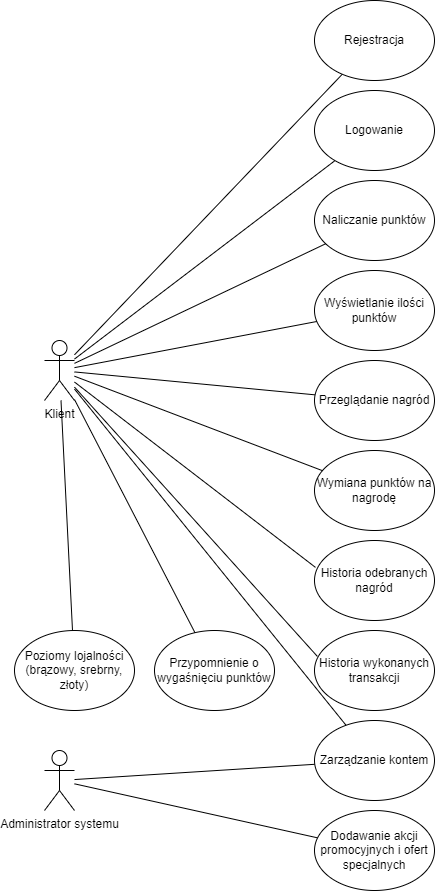 Rejestracja
Logowanie
Naliczanie punktów
Wyświetlanie ilości
punktów
Klient
Przeglądanie nagród
Wymiana punktów na
nagrodę
Historia odebranych
nagród
Poziomy lojalności
(brązowy, srebrny,
złoty)
Przypomnienie o
wygaśnięciu punktów
Historia wykonanych
transakcji
Zarządzanie kontem
Administrator systemu
Dodawanie akcji
promocyjnych i ofert
specjalnych